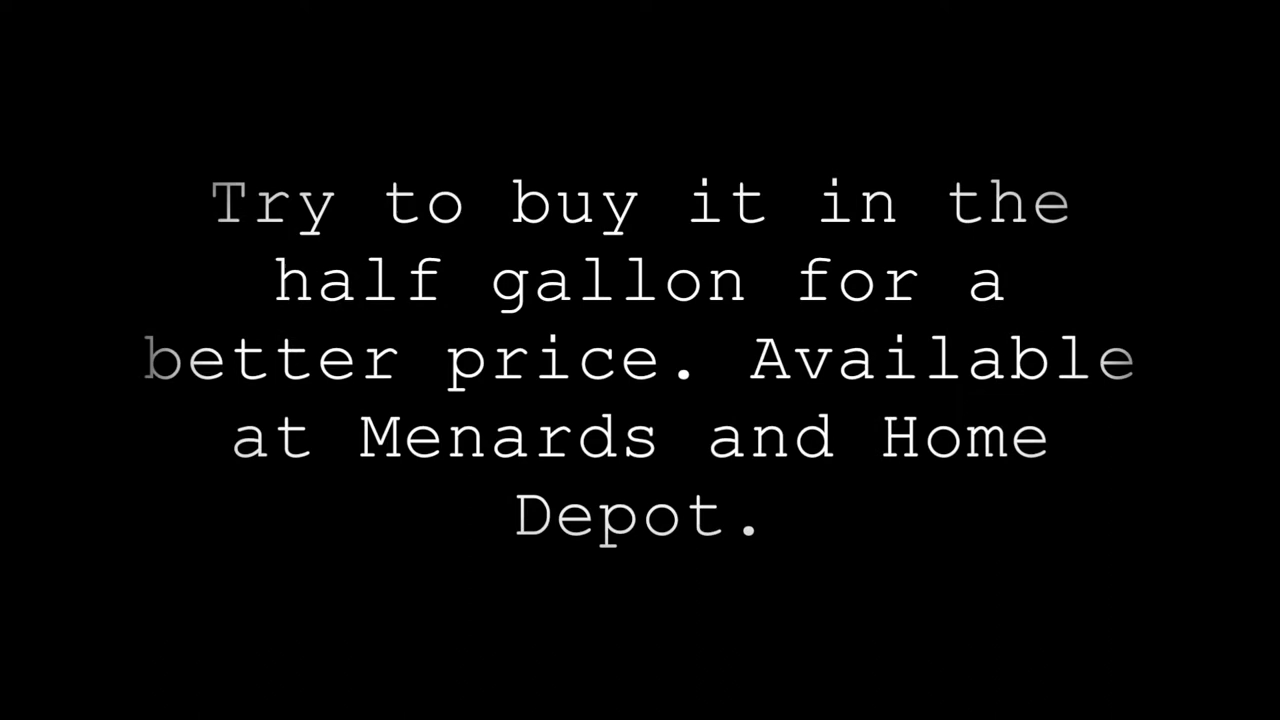 Try to buy it in the
half gallon for a
better price. Available
at Menards and Home
Depot.